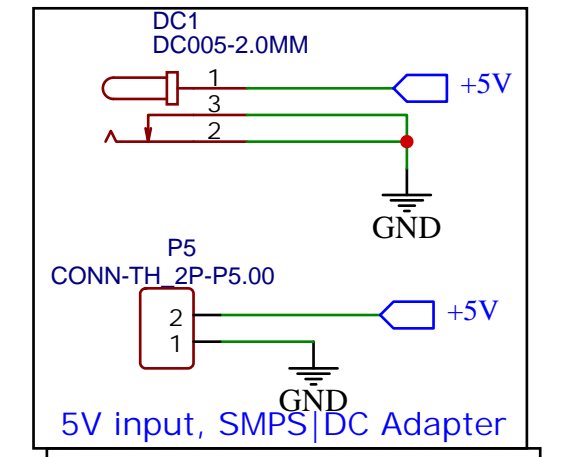 DC1
DC005-2.0MM
1
+5V
3
2
GND
P5
CONN-TH_2P-P5.00
2
+5V
1
GND
5V input, SMPS|DC Adapter